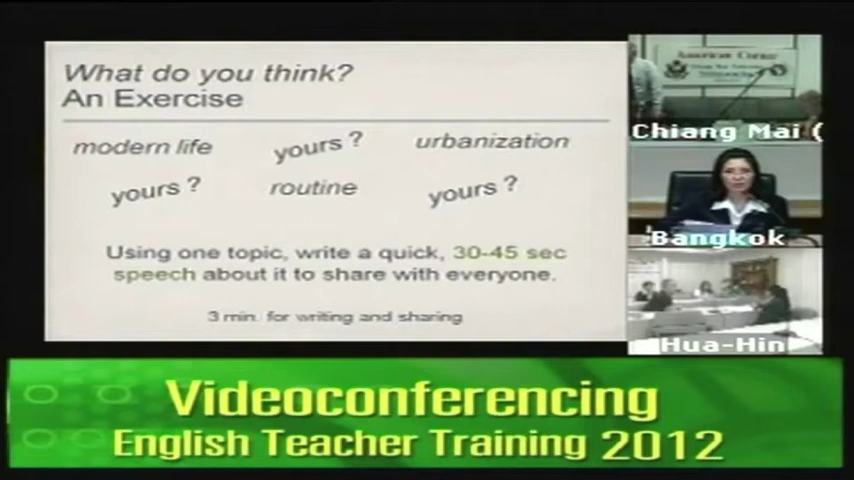 What do you think?
An Exercise
modern life yours? urbanization
yours? routine yours?
Using one topic, write a quick, 30-45 sec
speech about it to share with everyone.
3 min. for writing and sharing
American Corner
Chiang Mai (
Bangkok
Hua-Hin
Videoconferencing
English Teacher Training 2012